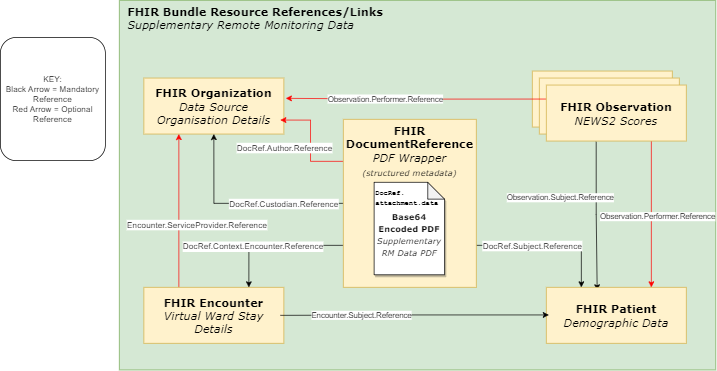 FHIR Bundle Resource References/Links
Supplementary Remote Monitoring Data
KEY:
Black Arrow = Mandatory
Reference
Red Arrow = Optional
Reference
FHIR Organization
Data Source
Organisation Details
Observation.Performer.Reference
FHIR Observation
NEWS2 Scores
FHIR
DocumentReference
PDF Wrapper
(structured metadata)
DocRef.Author.Reference
DocRef.
attachment.data
Base64
Encoded PDF
Supplementary
RM Data PDF
DocRef.Custodian.Reference
Observation.Subject.Reference
Observation.Performer.Reference
Encounter.ServiceProvider.Reference
DocRef.Context.Encounter.Reference
DocRef.Subject.Reference
FHIR Encounter
Virtual Ward Stay
Details
Encounter.Subject.Reference
FHIR Patient
Demographic Data